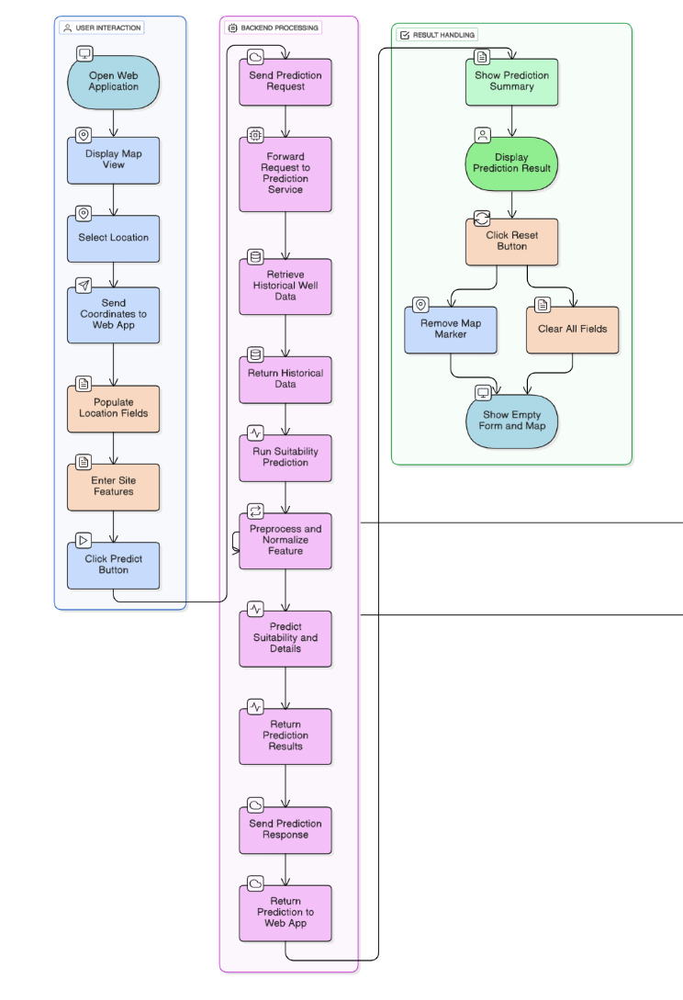 USER INTERACTION
Open Web
Application
Display Map
View
Select Location
Send
Coordinates to
Web App
Populate
Location Fields
Enter Site
Features
Click Predict
Button
BACKEND PROCESSING
Send Prediction
Request
Forward
Request to
Prediction
Service
Retrieve
Historical Well
Data
Return Historical
Data
Run Suitability
Prediction
Preprocess and
Normalize
Feature
Predict
Suitability and
Details
Return
Prediction
Results
Send Prediction
Response
Return
Prediction to
Web App
RESULT HANDLING
Show Prediction
Summary
Display
Prediction Result
Click Reset
Button
Remove Map
Marker
Clear All Fields
Show Empty
Form and Map